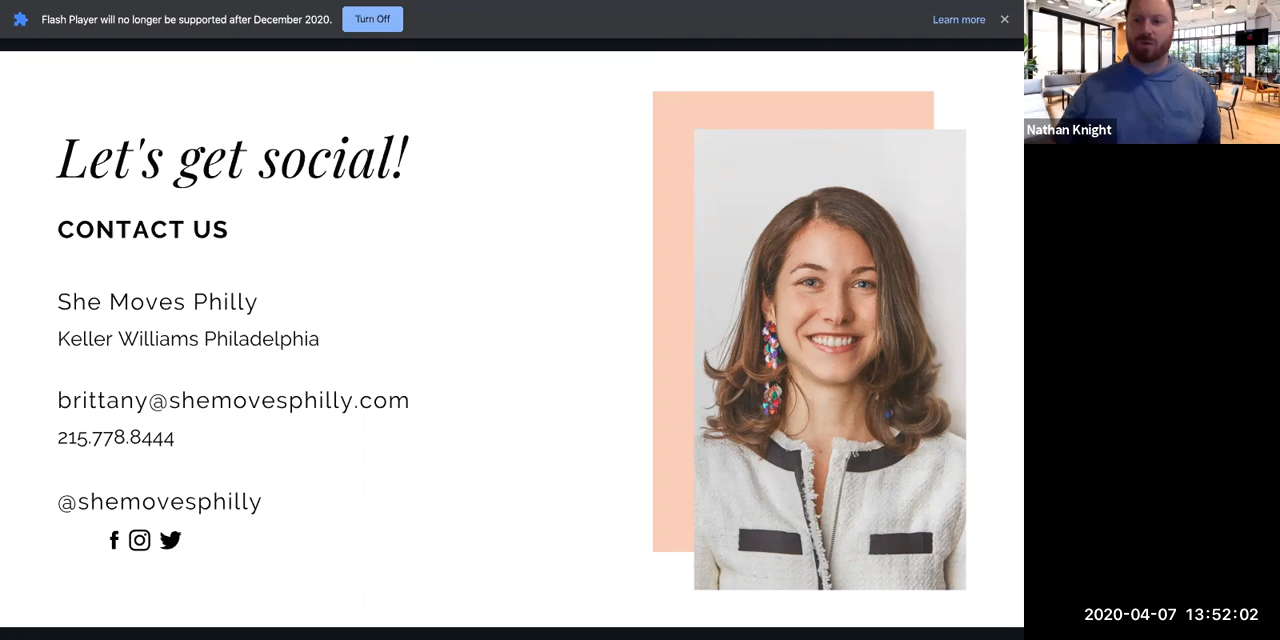 Flash Player will no longer be supported after December 2020.
Turn Off
Learn more
Let's get social!
CONTACT US
She Moves Philly
Keller Williams Philadelphia
brittany@shemovesphilly.com
215.778.8444
@shemovesphilly
Nathan Knight
2020-04-07 13:52:02